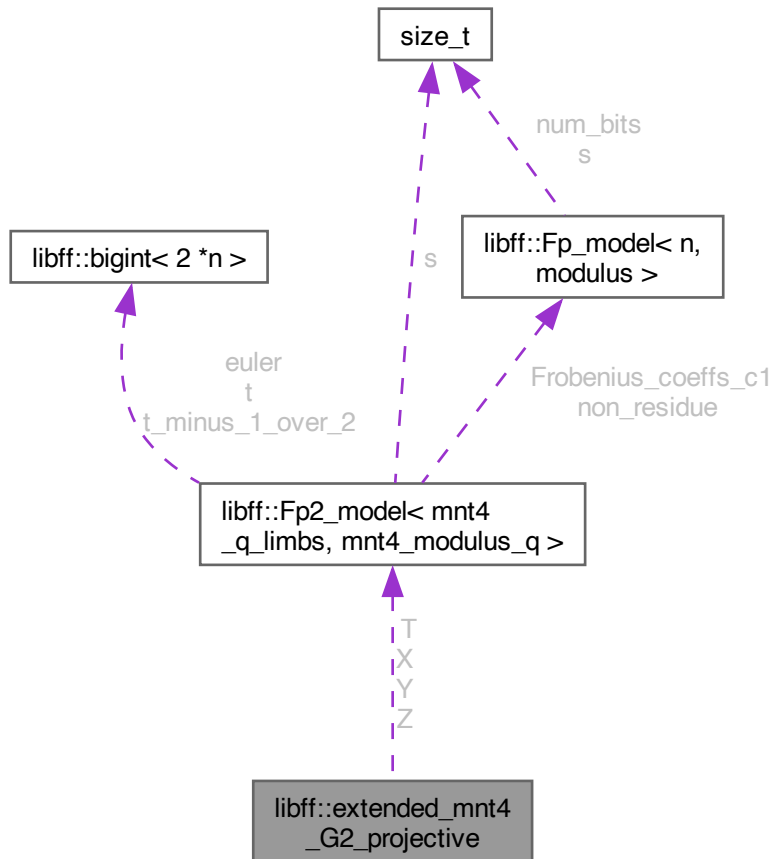 size_t
num_bits
s
libff::bigint< 2 *n >
s
libff::Fp_model< n,
modulus >
euler
t
t_minus_1_over_2
Frobenius_coeffs_c1
non_residue
libff::Fp2_model< mnt4
_q_limbs, mnt4_modulus_q >
T
X
Y
Z
libff::extended_mnt4
_G2_projective